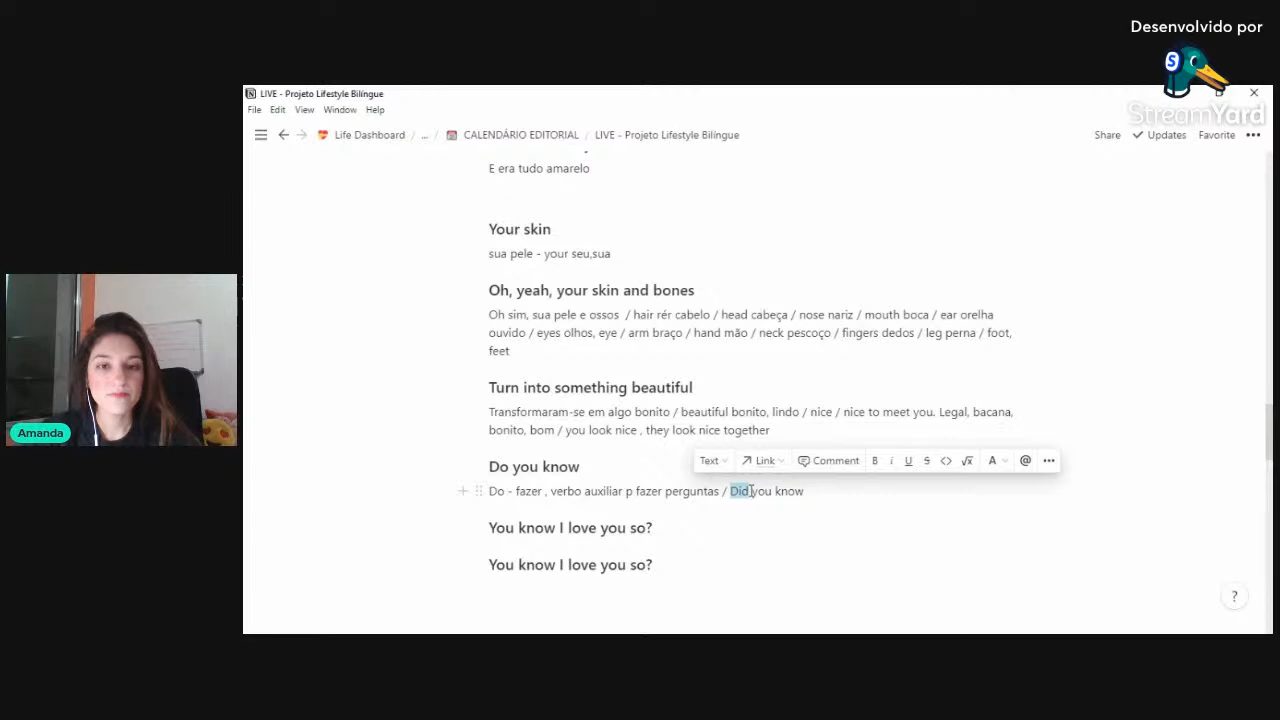 Desenvolvido por
S
StreamYard
LIVE - Projeto Lifestyle Bilíngue
File Edit View Window Help
Life Dashboard / ... / CALENDÁRIO EDITORIAL / LIVE - Projeto Lifestyle Bilíngue
Share Updates Favorite •••
E era tudo amarelo
Your skin
sua pele - your seu,sua
Oh, yeah, your skin and bones
Oh sim, sua pele e ossos / hair rér cabelo / head cabeça / nose nariz / mouth boca / ear orelha
ouvido / eyes olhos, eye / arm braço / hand mão / neck pescoço / fingers dedos / leg perna / foot,
feet
Turn into something beautiful
Transformaram-se em algo bonito / beautiful bonito, lindo / nice / nice to meet you. Legal, bacana,
bonito, bom / you look nice , they look nice together
Text Link Comment B i U S <> √x A @ •••
Do you know
Do - fazer , verbo auxiliar p fazer perguntas / Did you know
You know I love you so?
You know I love you so?
?
Amanda